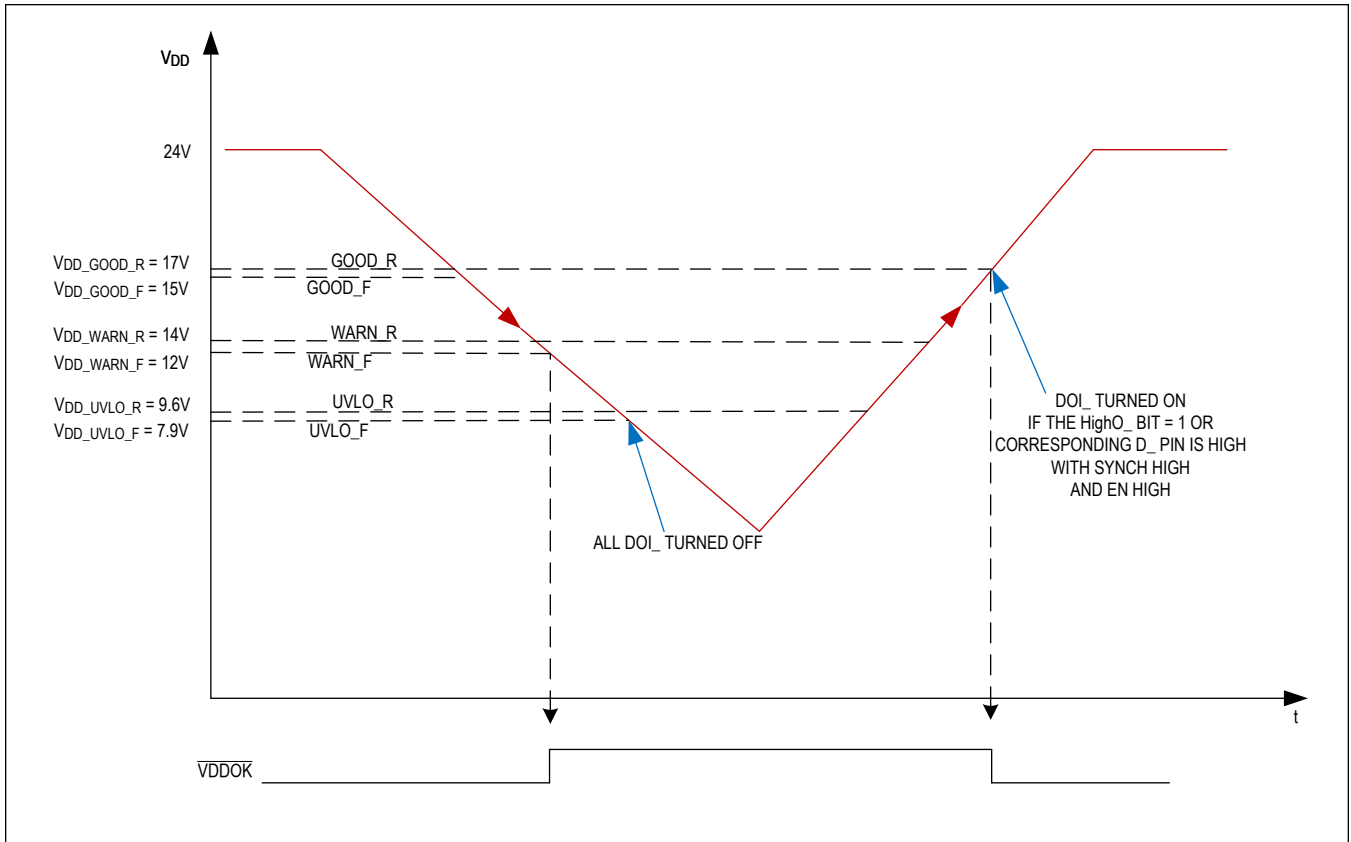 VDD
24V
VDD_GOOD_R = 17V
GOOD_R
VDD_GOOD_F = 15V
GOOD_F
VDD_WARN_R = 14V
WARN_R
VDD_WARN_F = 12V
WARN_F
VDD_UVLO_R = 9.6V
UVLO_R
VDD_UVLO_F = 7.9V
UVLO_F
DOI_ TURNED ON
IF THE HighO_ BIT = 1 OR
CORRESPONDING D_ PIN IS HIGH
WITH SYNCH HIGH
AND EN HIGH
ALL DOI_ TURNED OFF
t
VDDOK